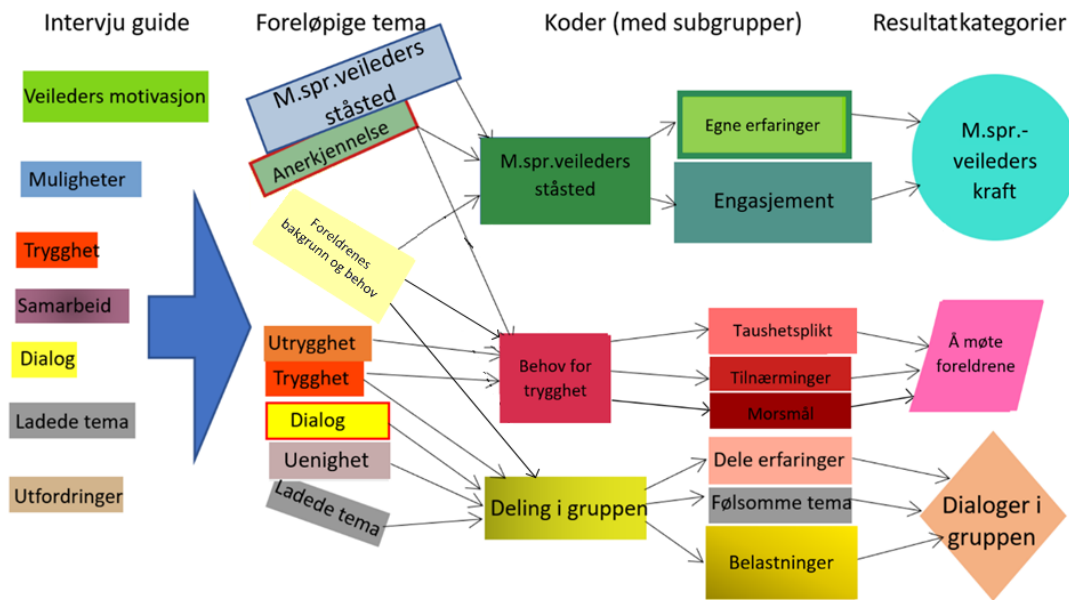 Intervju guide
Foreløpige tema
Koder (med subgrupper)
Resultatkategorier
Veileders motivasjon
Muligheter
Trygghet
Samarbeid
Dialog
Ladede tema
Utfordringer
M.spr.veileders
ståsted
Anerkjennelse
Foreldrenes
bakgrunn og behov
Utrygghet
Trygghet
Dialog
Uenighet
Ladede tema
M.spr.veileders
ståsted
Behov for
trygghet
Deling i gruppen
Egne erfaringer
Engasjement
Taushetsplikt
Tilnærminger
Morsmål
Dele erfaringer
Følsomme tema
Belastninger
M.spr.-
veileders
kraft
Å møte
foreldrene
Dialoger i
gruppen